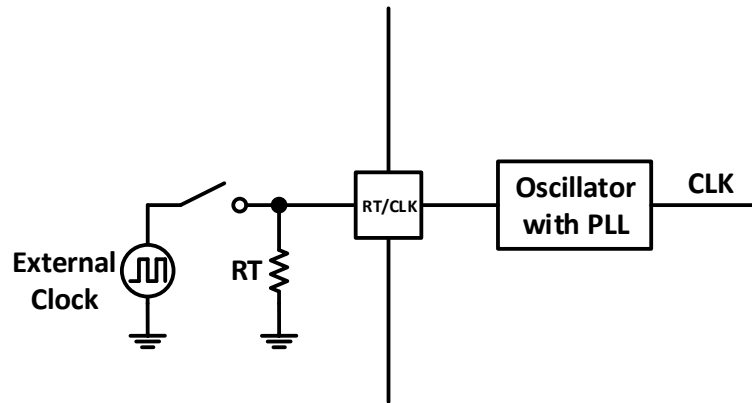 External
Clock
RT
RT/CLK
Oscillator
with PLL
CLK